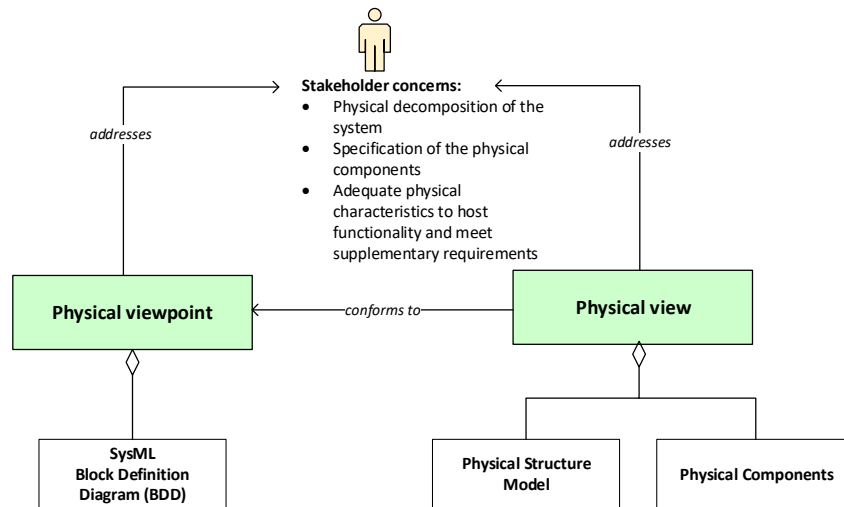 Stakeholder concerns:
• Physical decomposition of the
system
• Specification of the physical
components
• Adequate physical
characteristics to host
functionality and meet
supplementary requirements
addresses
addresses
Physical viewpoint
conforms to
Physical view
SysML
Block Definition
Diagram (BDD)
Physical Structure
Model
Physical Components